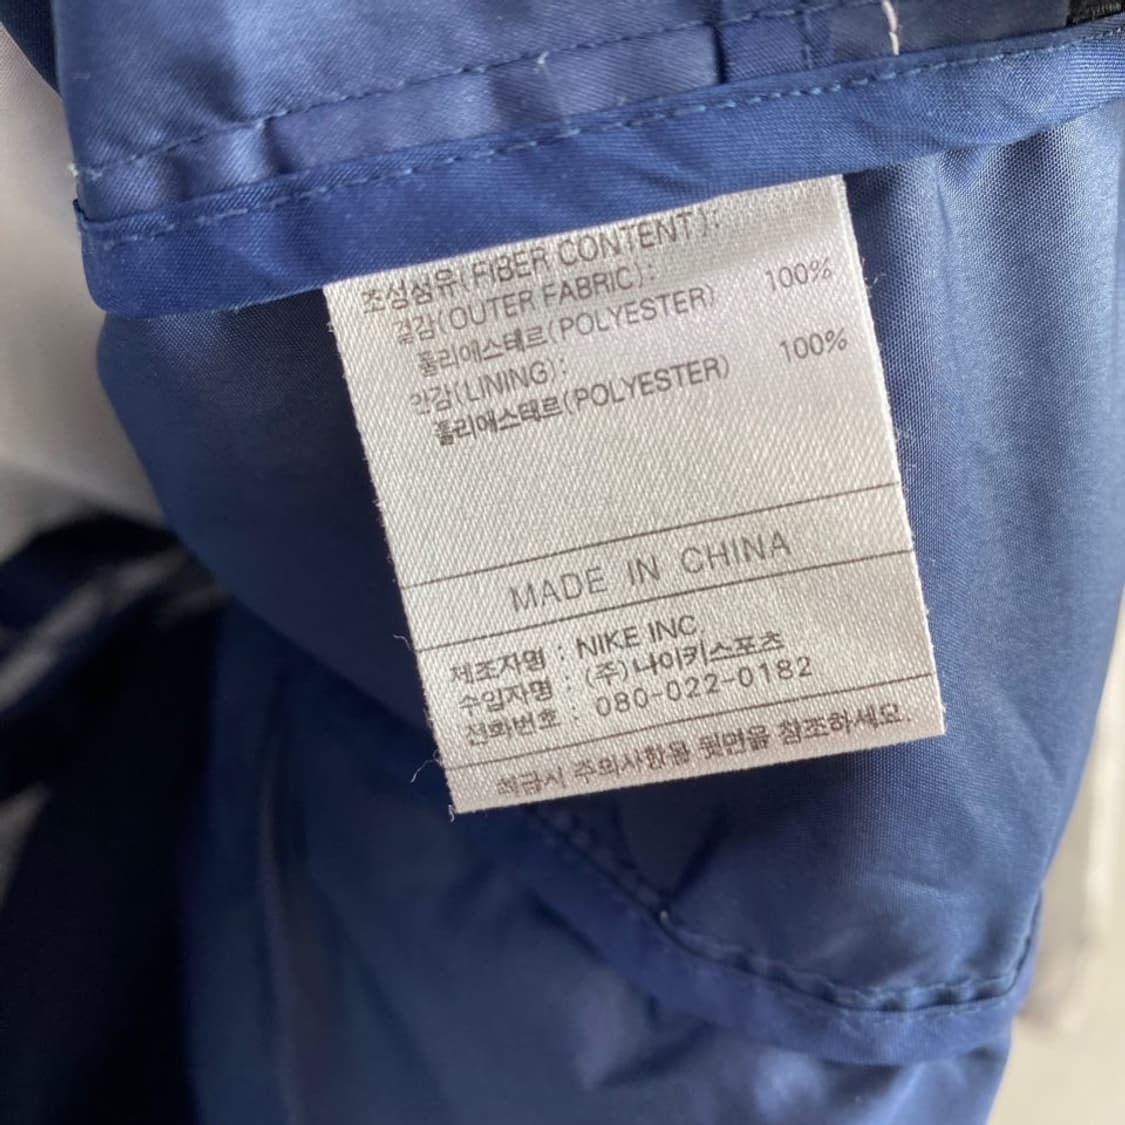 조성섬유(FIBER CONTENT):
겉감(OUTER FABRIC):
폴리에스테르(POLYESTER) 100%
안감(LINING):
폴리에스테르(POLYESTER) 100%
MADE IN CHINA
제조자명 : NIKE INC.
수입자명 : (주)나이키스포츠
전화번호 : 080-022-0182
취급시 주의사항을 뒷면을 참조하세요.